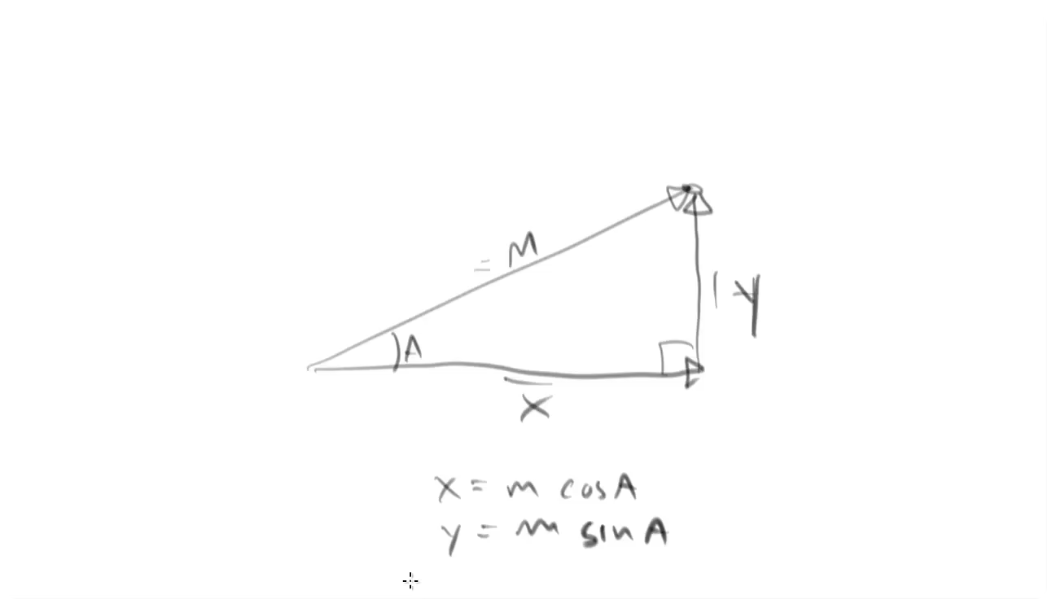 = M
A
y
x
x = m cos A
y = m sin A